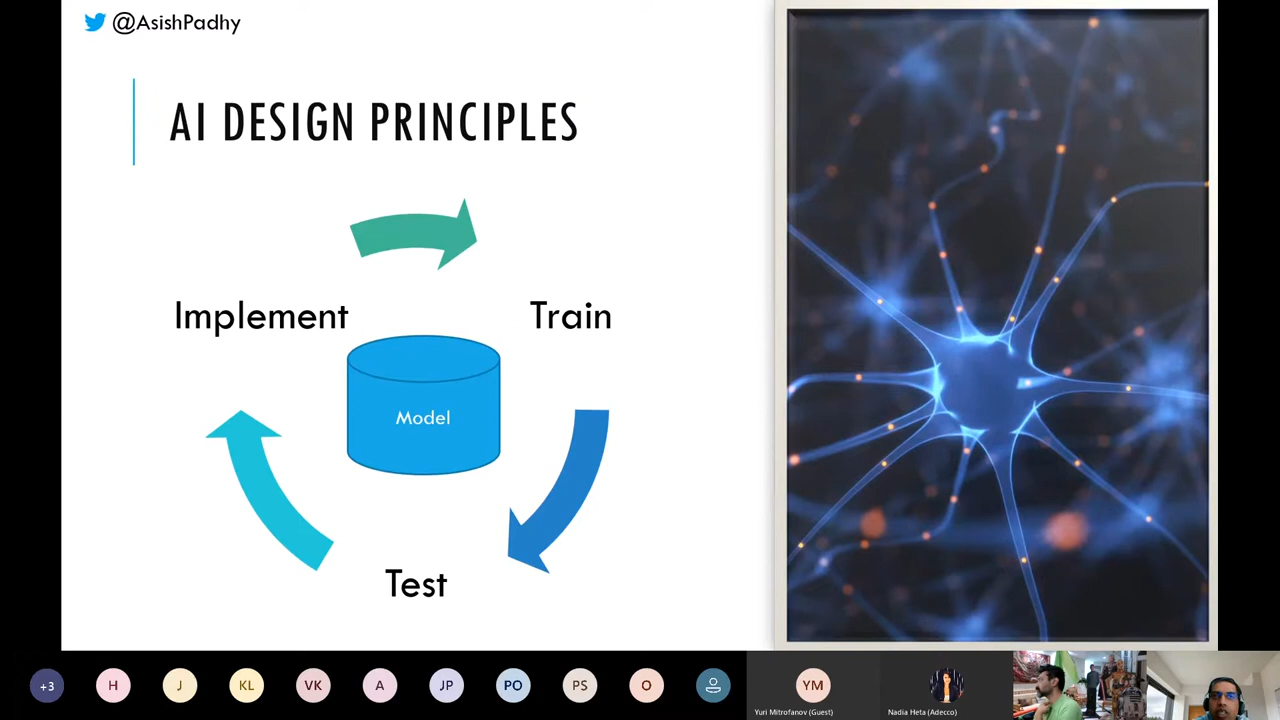 @AsishPadhy
AI DESIGN PRINCIPLES
Implement
Train
Model
Test
+3
H
J
KL
VK
A
JP
PO
PS
O
YM
Yuri Mitrofanov (Guest)
Nadia Heta (Adecco)